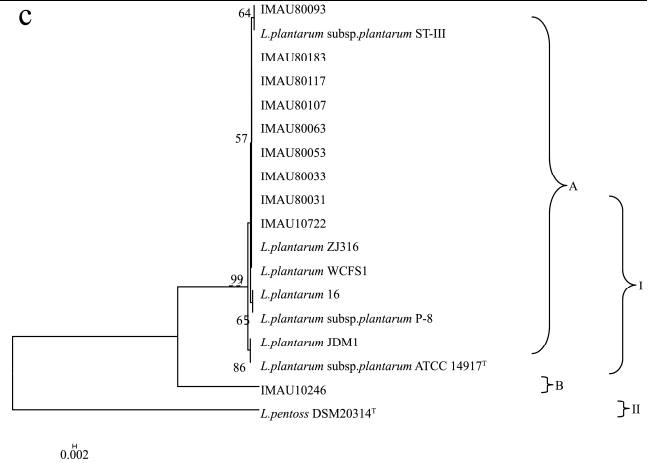 c
64
IMAU80093
L.plantarum subsp.plantarum ST-III
IMAU80183
IMAU80117
IMAU80107
IMAU80063
57
IMAU80053
IMAU80033
A
IMAU80031
IMAU10722
L.plantarum ZJ316
L.plantarum WCFS1
99
I
L.plantarum 16
65
L.plantarum subsp.plantarum P-8
L.plantarum JDM1
86
L.plantarum subsp.plantarum ATCC 14917T
IMAU10246
B
L.pentoss DSM20314T
II
0.002